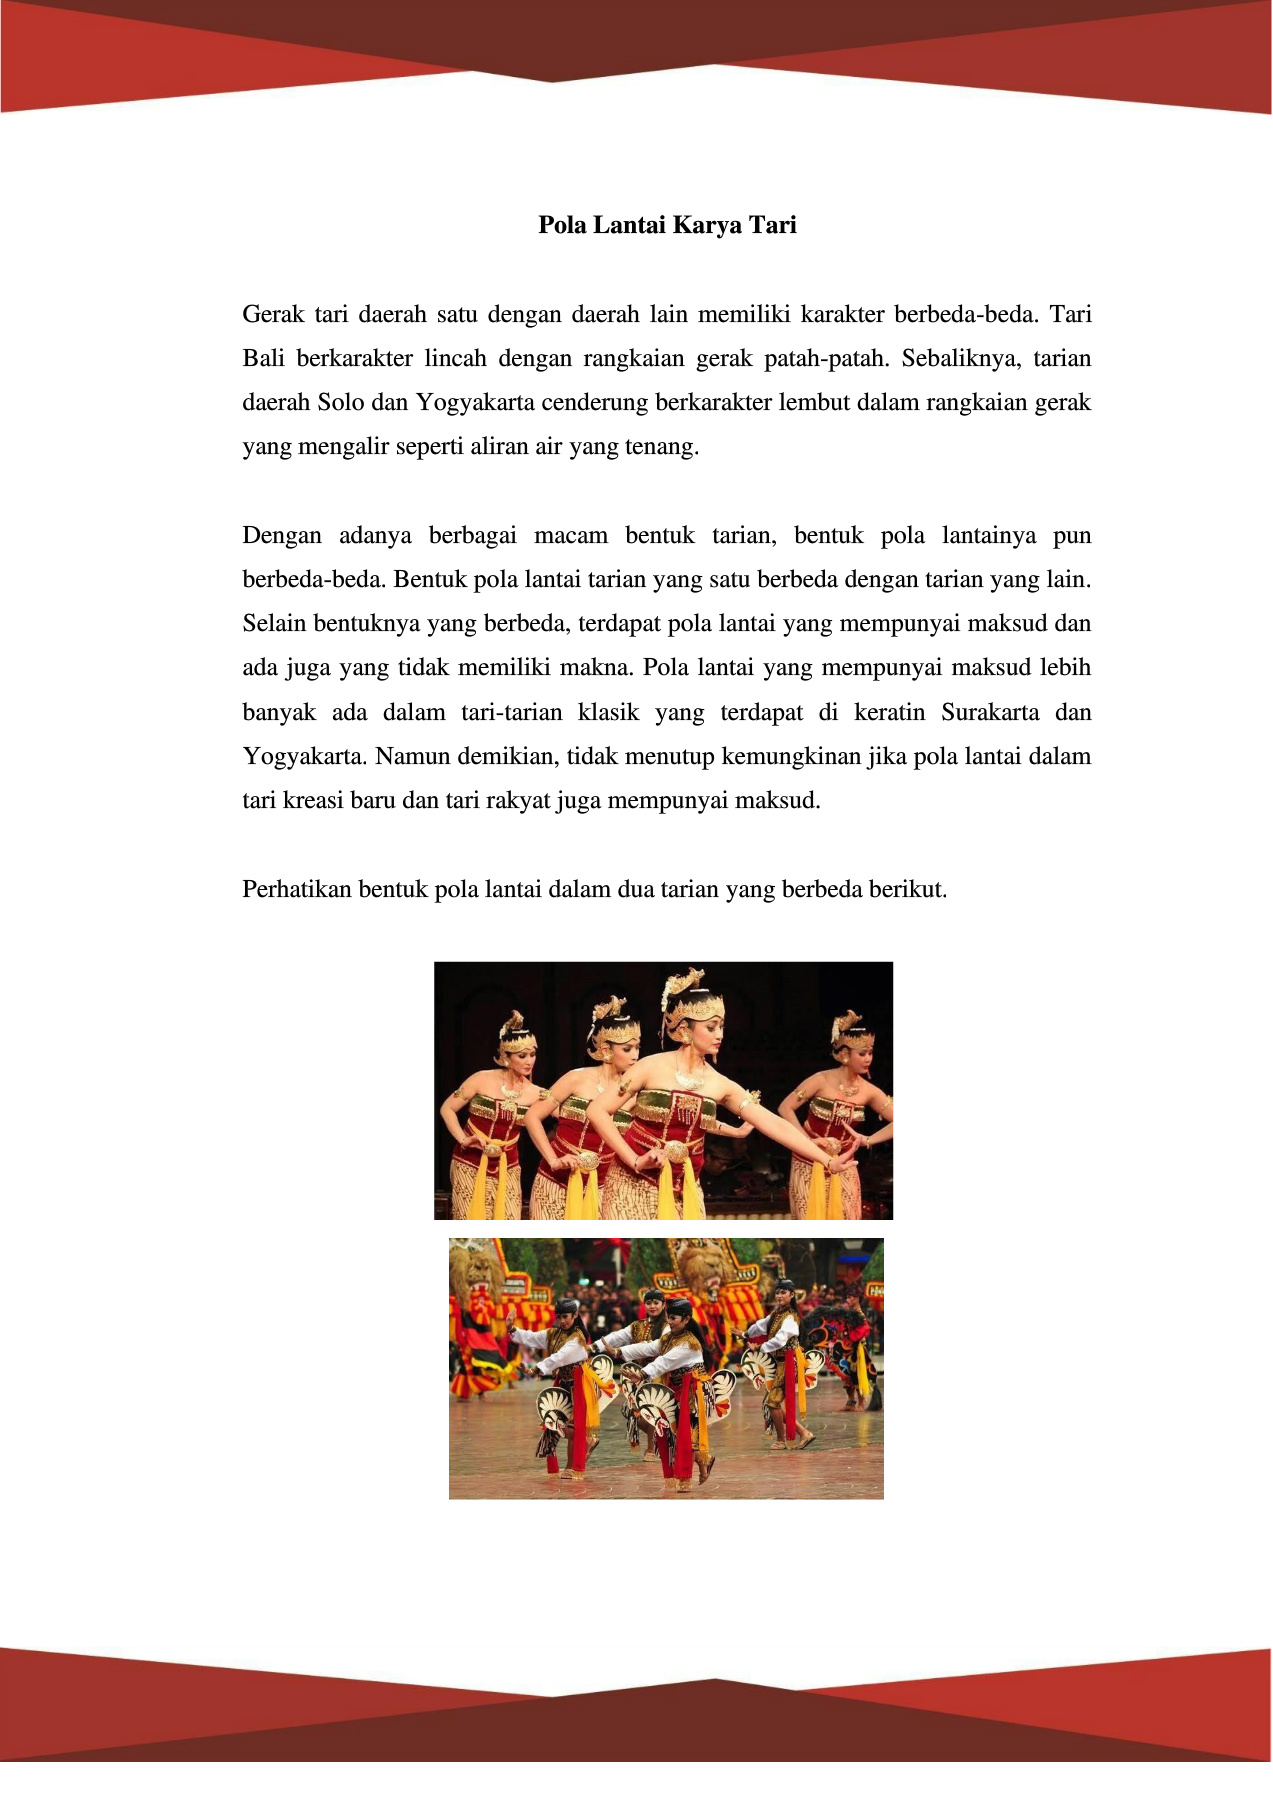 Pola Lantai Karya Tari
Gerak tari daerah satu dengan daerah lain memiliki karakter berbeda-beda. Tari
Bali berkarakter lincah dengan rangkaian gerak patah-patah. Sebaliknya, tarian
daerah Solo dan Yogyakarta cenderung berkarakter lembut dalam rangkaian gerak
yang mengalir seperti aliran air yang tenang.
Dengan adanya berbagai macam bentuk tarian, bentuk pola lantainya pun
berbeda-beda. Bentuk pola lantai tarian yang satu berbeda dengan tarian yang lain.
Selain bentuknya yang berbeda, terdapat pola lantai yang mempunyai maksud dan
ada juga yang tidak memiliki makna. Pola lantai yang mempunyai maksud lebih
banyak ada dalam tari-tarian klasik yang terdapat di keratin Surakarta dan
Yogyakarta. Namun demikian, tidak menutup kemungkinan jika pola lantai dalam
tari kreasi baru dan tari rakyat juga mempunyai maksud.
Perhatikan bentuk pola lantai dalam dua tarian yang berbeda berikut.